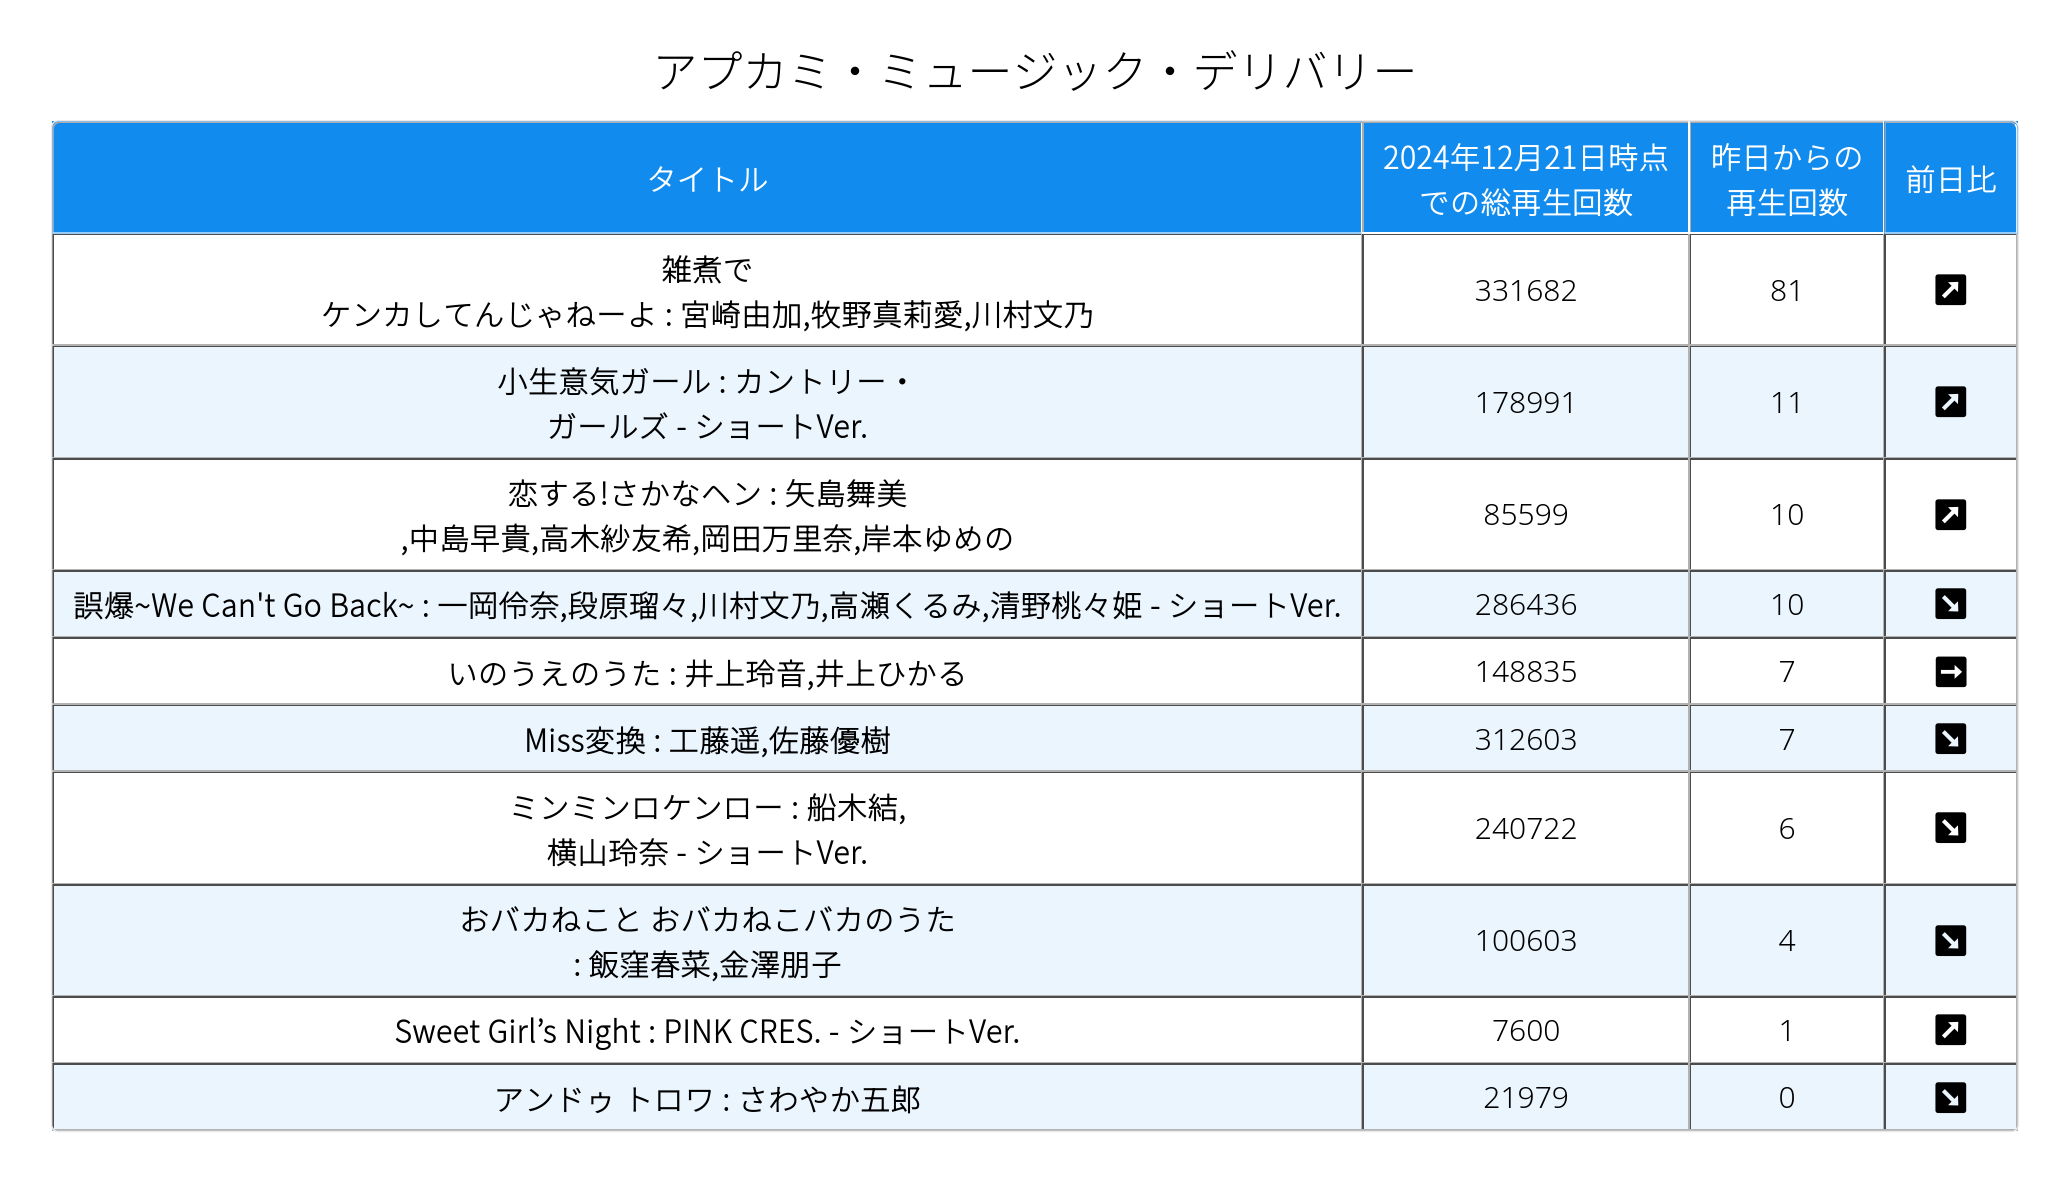 アプカミ・ミュージック・デリバリー
タイトル
2024年12月21日時点
での総再生回数
昨日からの
再生回数
前日比
雑煮で
ケンカしてんじゃねーよ : 宮崎由加,牧野真莉愛,川村文乃
331682
81
小生意気ガール : カントリー・
ガールズ - ショートVer.
178991
11
恋する!さかなヘン : 矢島舞美
,中島早貴,高木紗友希,岡田万里奈,岸本ゆめの
85599
10
誤爆~We Can't Go Back~ : 一岡伶奈,段原瑠々,川村文乃,高瀬くるみ,清野桃々姫 - ショートVer.
286436
10
いのうえのうた : 井上玲音,井上ひかる
148835
7
Miss変換 : 工藤遥,佐藤優樹
312603
7
ミンミンロケンロー : 船木結,
横山玲奈 - ショートVer.
240722
6
おバカねこと おバカねこバカのうた
: 飯窪春菜,金澤朋子
100603
4
Sweet Girl’s Night : PINK CRES. - ショートVer.
7600
1
アンドゥ トロワ : さわやか五郎
21979
0